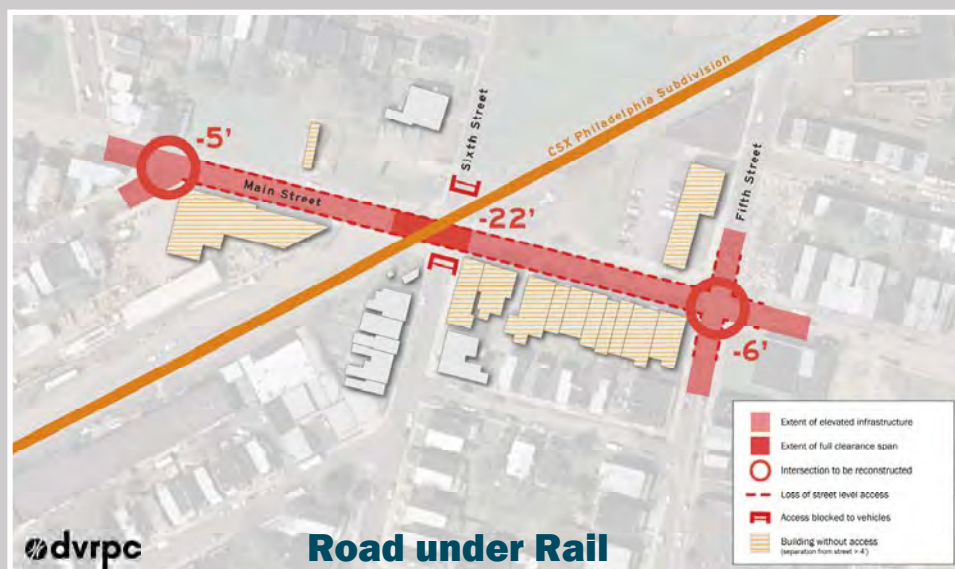 -5'
Main Street
Sixth Street
CSX Philadelphia Subdivision
-22'
Fifth Street
-6'
Extent of elevated infrastructure
Extent of full clearance span
Intersection to be reconstructed
Loss of street level access
Access blocked to vehicles
Building without access
(separation from street > 4')
dvrpc
Road under Rail